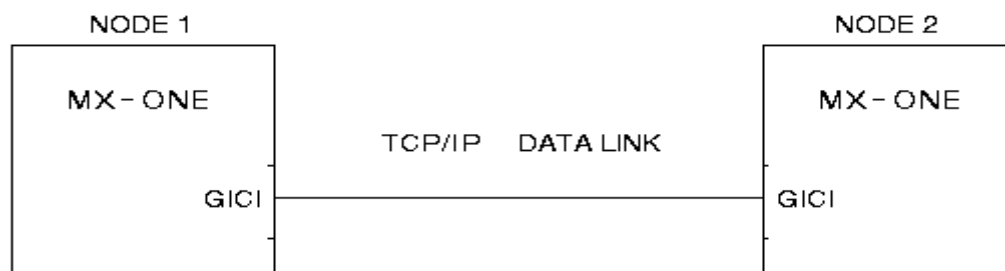 NODE 1
NODE 2
MX-ONE
MX-ONE
TCP/IP DATA LINK
GICI
GICI